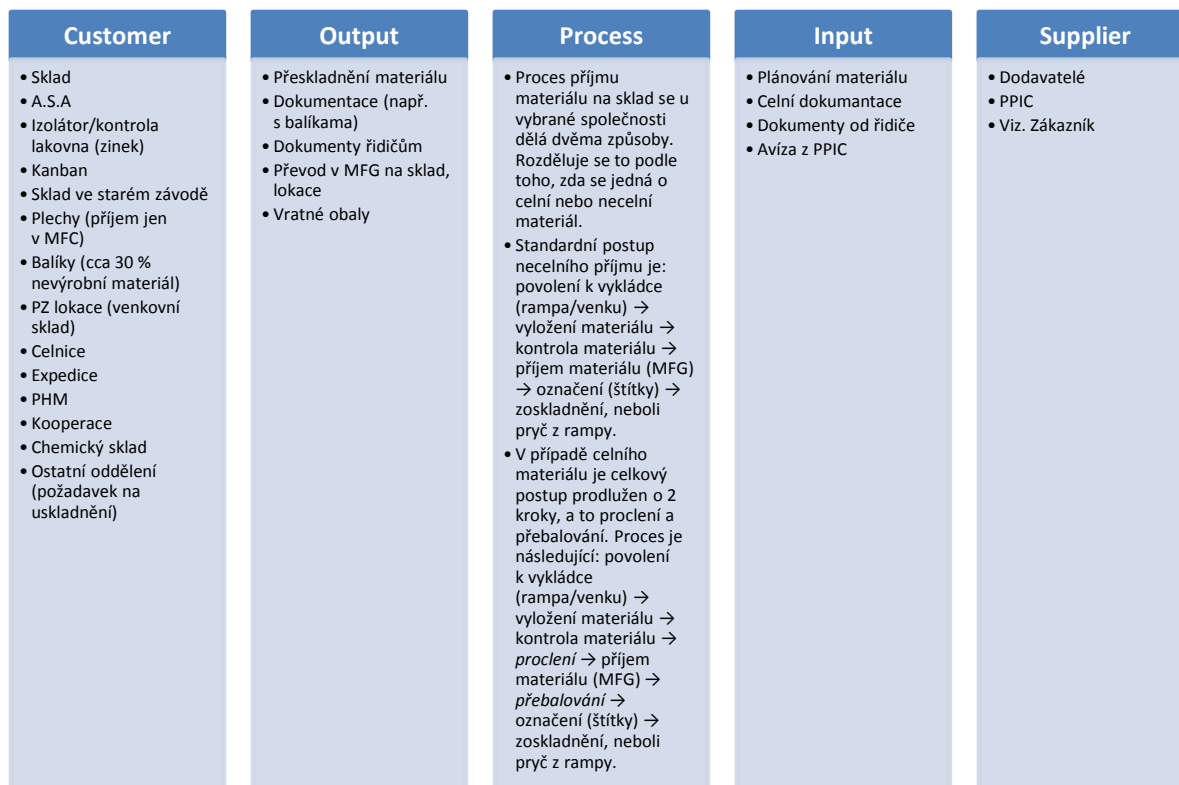 Customer
• Sklad
• A.S.A
• Izolátor/kontrola
lakovna (zinek)
• Kanban
• Sklad ve starém závodě
• Plechy (příjem jen
v MFC)
• Balíky (cca 30 %
nevýrobní materiál)
• PZ lokace (venkovní
sklad)
• Celnice
• Expedice
• PHM
• Kooperace
• Chemický sklad
• Ostatní oddělení
(požadavek na
uskladnění)
Output
• Přeskladnění materiálu
• Dokumentace (např.
s balíkama)
• Dokumenty řidičům
• Převod v MFG na sklad,
lokace
• Vratné obaly
Process
• Proces příjmu
materiálu na sklad se u
vybrané společnosti
dělá dvěma způsoby.
Rozděluje se to podle
toho, zda se jedná o
celní nebo necelní
materiál.
• Standardní postup
necelního příjmu je:
povolení k vykládce
(rampa/venku) →
vyložení materiálu →
kontrola materiálu →
příjem materiálu (MFG)
→ označení (štítky) →
zoskladnění, neboli
pryč z rampy.
• V případě celního
materiálu je celkový
postup prodlužen o 2
kroky, a to proclení a
přebalování. Proces je
následující: povolení
k vykládce
(rampa/venku) →
vyložení materiálu →
kontrola materiálu →
proclení → příjem
materiálu (MFG) →
přebalování →
označení (štítky) →
zoskladnění, neboli
pryč z rampy.
Input
• Plánování materiálu
• Celní dokumantace
• Dokumenty od řidiče
• Avíza z PPIC
Supplier
• Dodavatelé
• PPIC
• Viz. Zákazník